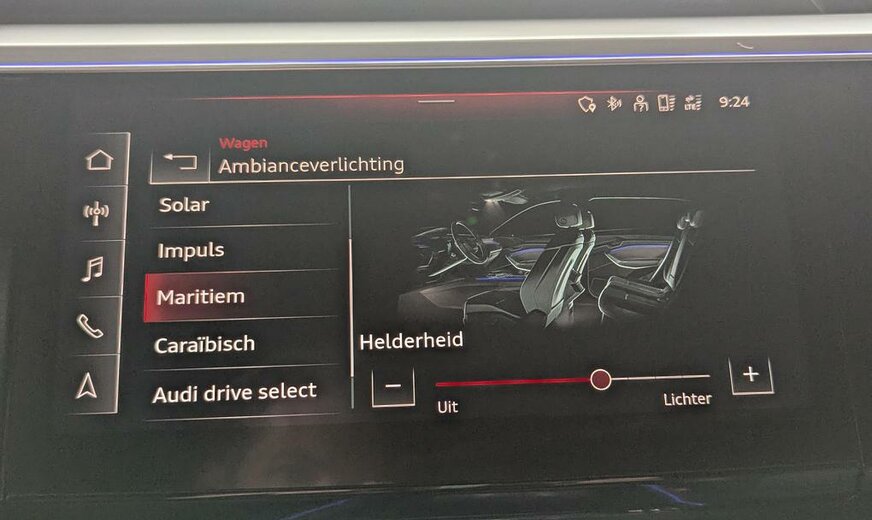 9:24
Wagen
Ambianceverlichting
Solar
Impuls
Maritiem
Caraïbisch
Audi drive select
Helderheid
− +
Uit Lichter